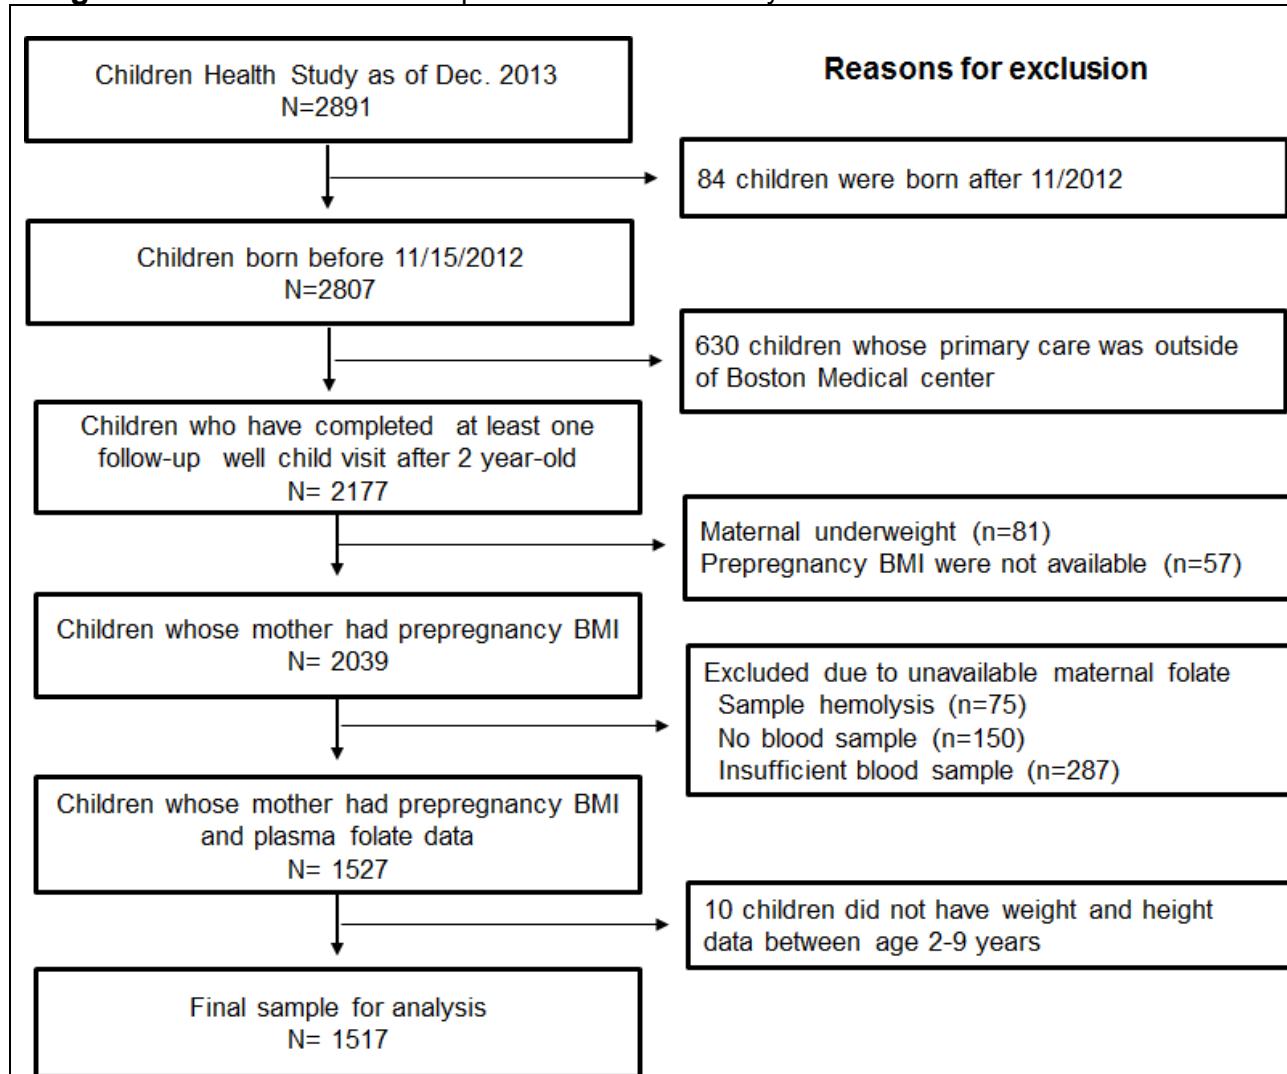 Children Health Study as of Dec. 2013
N=2891
Reasons for exclusion
84 children were born after 11/2012
Children born before 11/15/2012
N=2807
630 children whose primary care was outside
of Boston Medical center
Children who have completed at least one
follow-up well child visit after 2 year-old
N= 2177
Maternal underweight (n=81)
Prepregnancy BMI were not available (n=57)
Children whose mother had prepregnancy BMI
N= 2039
Excluded due to unavailable maternal folate
Sample hemolysis (n=75)
No blood sample (n=150)
Insufficient blood sample (n=287)
Children whose mother had prepregnancy BMI
and plasma folate data
N= 1527
10 children did not have weight and height
data between age 2-9 years
Final sample for analysis
N= 1517